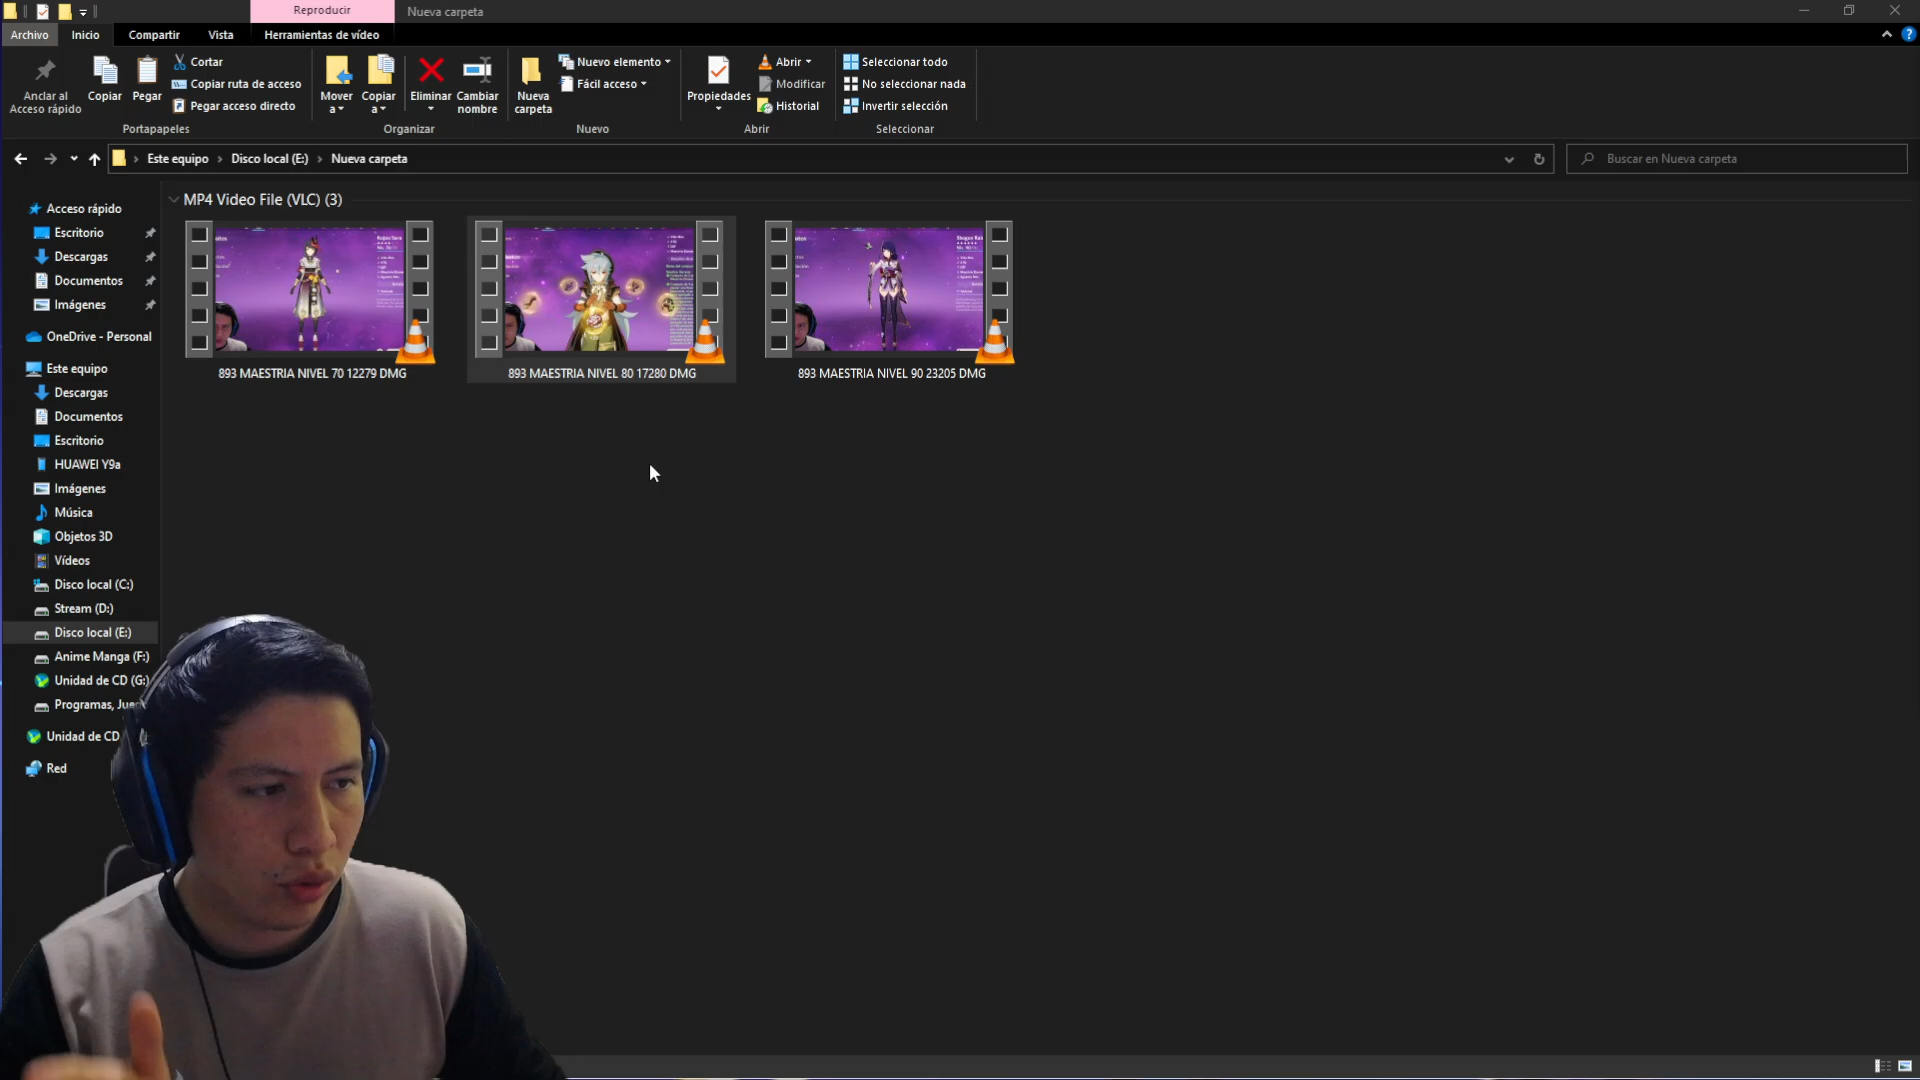 Reproducir
Nueva carpeta
Archivo
Inicio
Compartir
Vista
Herramientas de vídeo
Anclar al
Acceso rápido
Copiar
Pegar
Cortar
Copiar ruta de acceso
Pegar acceso directo
Portapapeles
Mover
a
Copiar
a
Eliminar
Cambiar
nombre
Organizar
Nueva
carpeta
Nuevo elemento
Fácil acceso
Nuevo
Propiedades
Abrir
Modificar
Historial
Abrir
Seleccionar todo
No seleccionar nada
Invertir selección
Seleccionar
Este equipo
Disco local (E:)
Nueva carpeta
Buscar en Nueva carpeta
Acceso rápido
Escritorio
Descargas
Documentos
Imágenes
OneDrive - Personal
Este equipo
Descargas
Documentos
Escritorio
HUAWEI Y9a
Imágenes
Música
Objetos 3D
Vídeos
Disco local (C:)
Stream (D:)
Disco local (E:)
Anime Manga (F:)
Unidad de CD (G:)
Programas,
Unidad de CD
Red
MP4 Video File (VLC) (3)
893 MAESTRIA NIVEL 70 12279 DMG
893 MAESTRIA NIVEL 80 17280 DMG
893 MAESTRIA NIVEL 90 23205 DMG